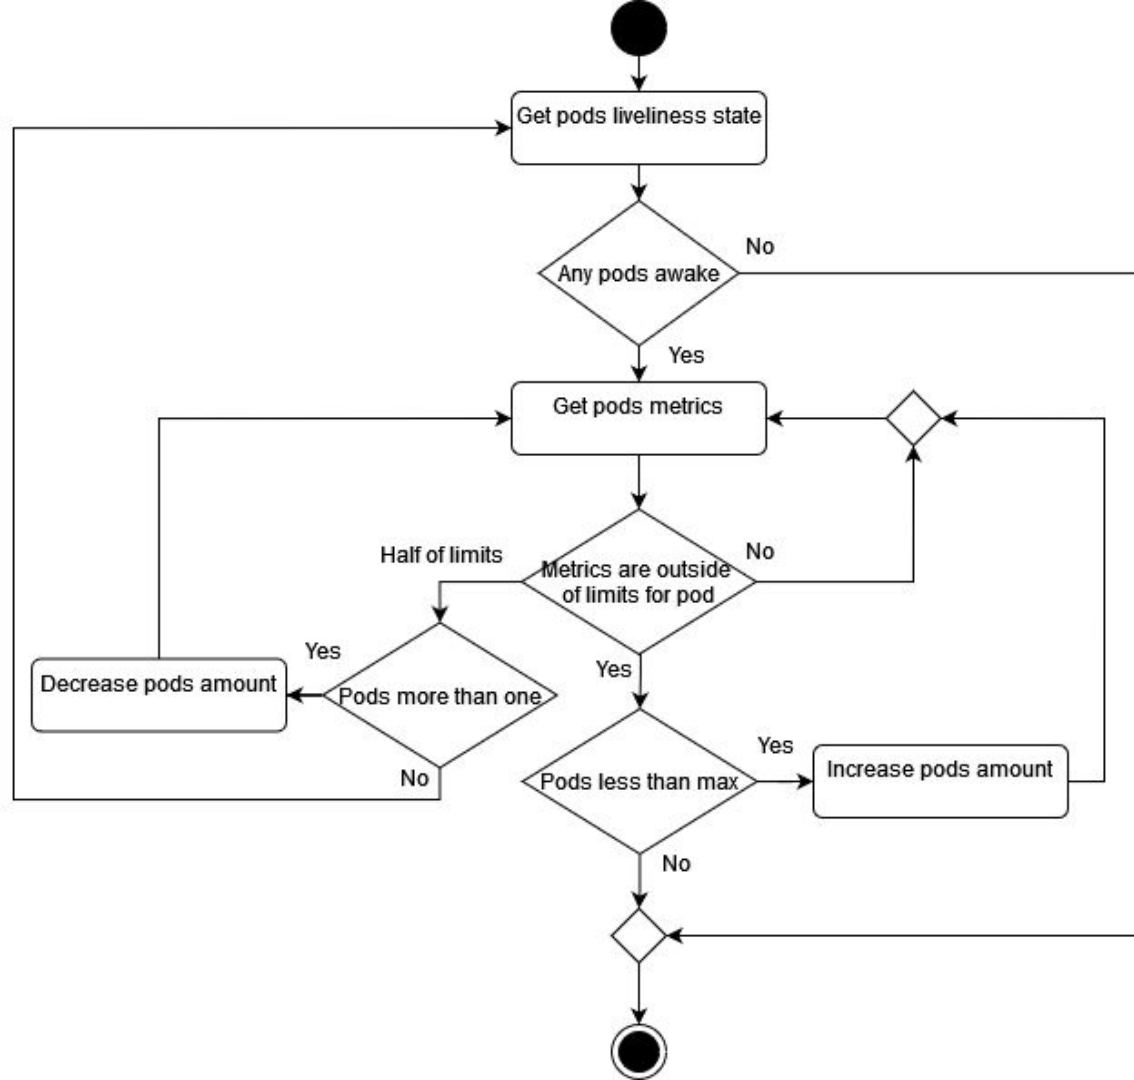 Get pods liveliness state
No
Any pods awake
Yes
Get pods metrics
Half of limits
No
Metrics are outside
of limits for pod
Yes
Yes
Decrease pods amount
Pods more than one
Yes
No
Pods less than max
Increase pods amount
No